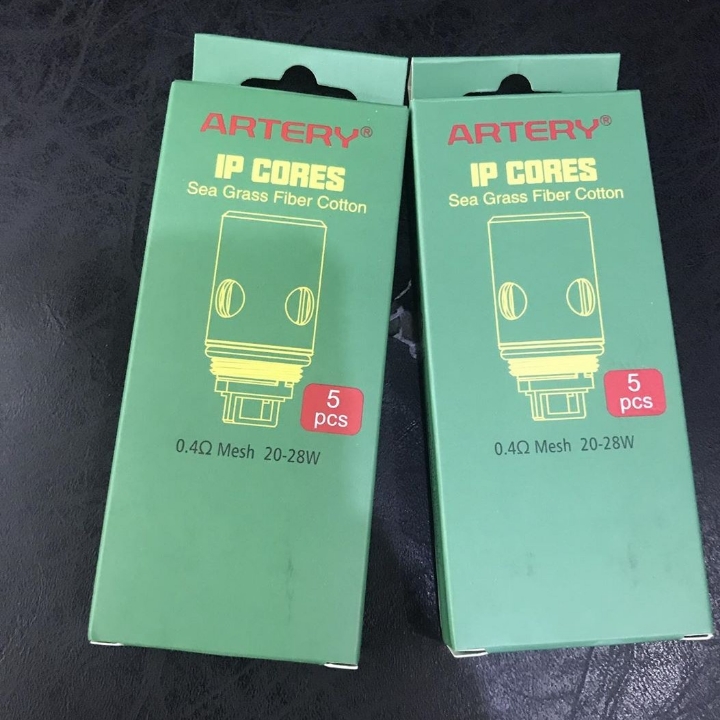 ARTERY®
IP CORES
Sea Grass Fiber Cotton
5
pcs
0.4Ω Mesh 20-28W
ARTERY®
IP CORES
Sea Grass Fiber Cotton
5
pcs
0.4Ω Mesh 20-28W